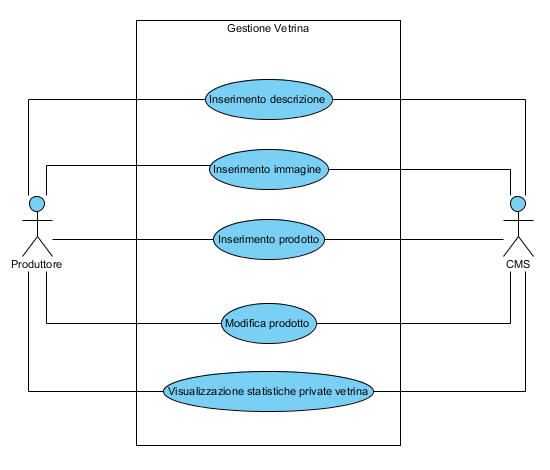 Gestione Vetrina
Inserimento descrizione
Inserimento immagine
Inserimento prodotto
Produttore
CMS
Modifica prodotto
Visualizzazione statistiche private vetrina